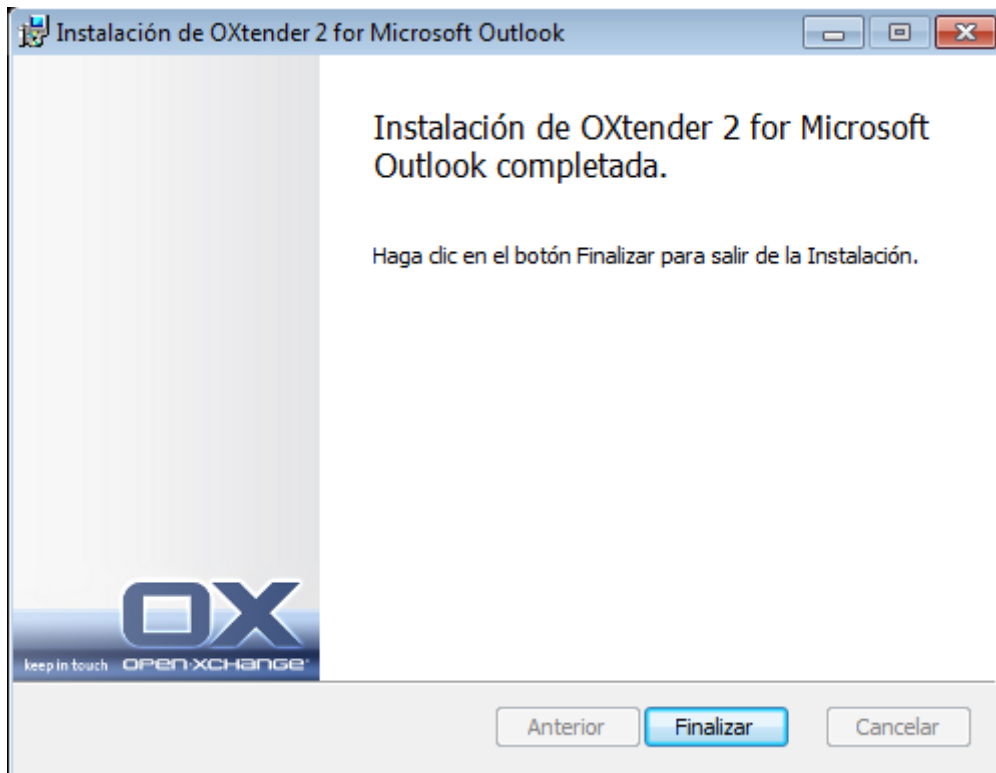 Instalación de OXtender 2 for Microsoft Outlook
Instalación de OXtender 2 for Microsoft
Outlook completada.
Haga clic en el botón Finalizar para salir de la Instalación.
OX
keep in touch OPEN-XCHANGE
Anterior Finalizar Cancelar